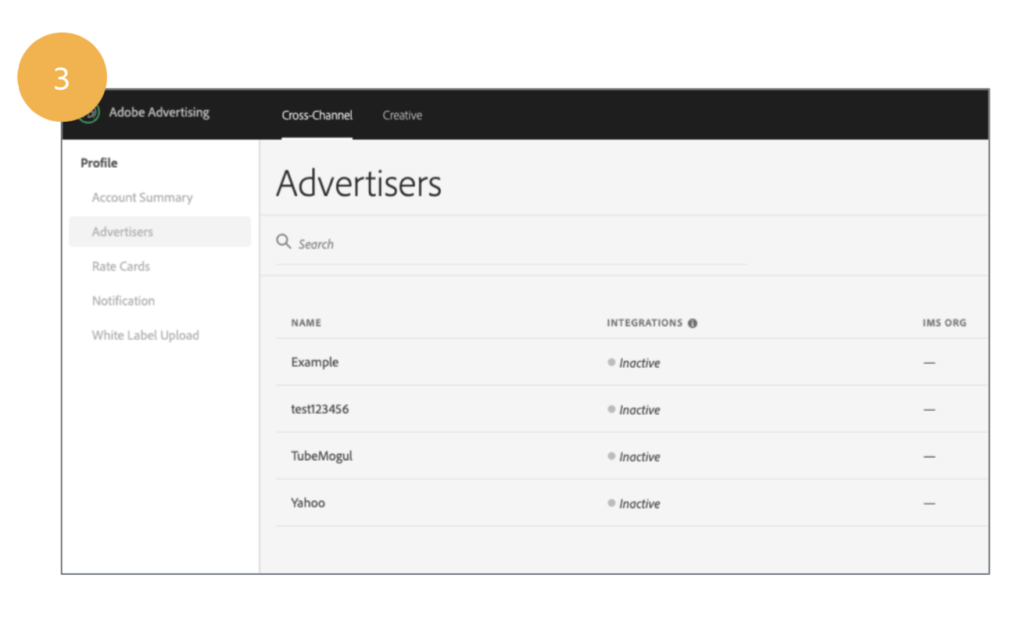 3
Adobe Advertising
Cross-Channel
Creative
Profile
Account Summary
Advertisers
Rate Cards
Notification
White Label Upload
Advertisers
Search
NAME INTEGRATIONS IMS ORG
Example Inactive —
test123456 Inactive —
TubeMogul Inactive —
Yahoo Inactive —